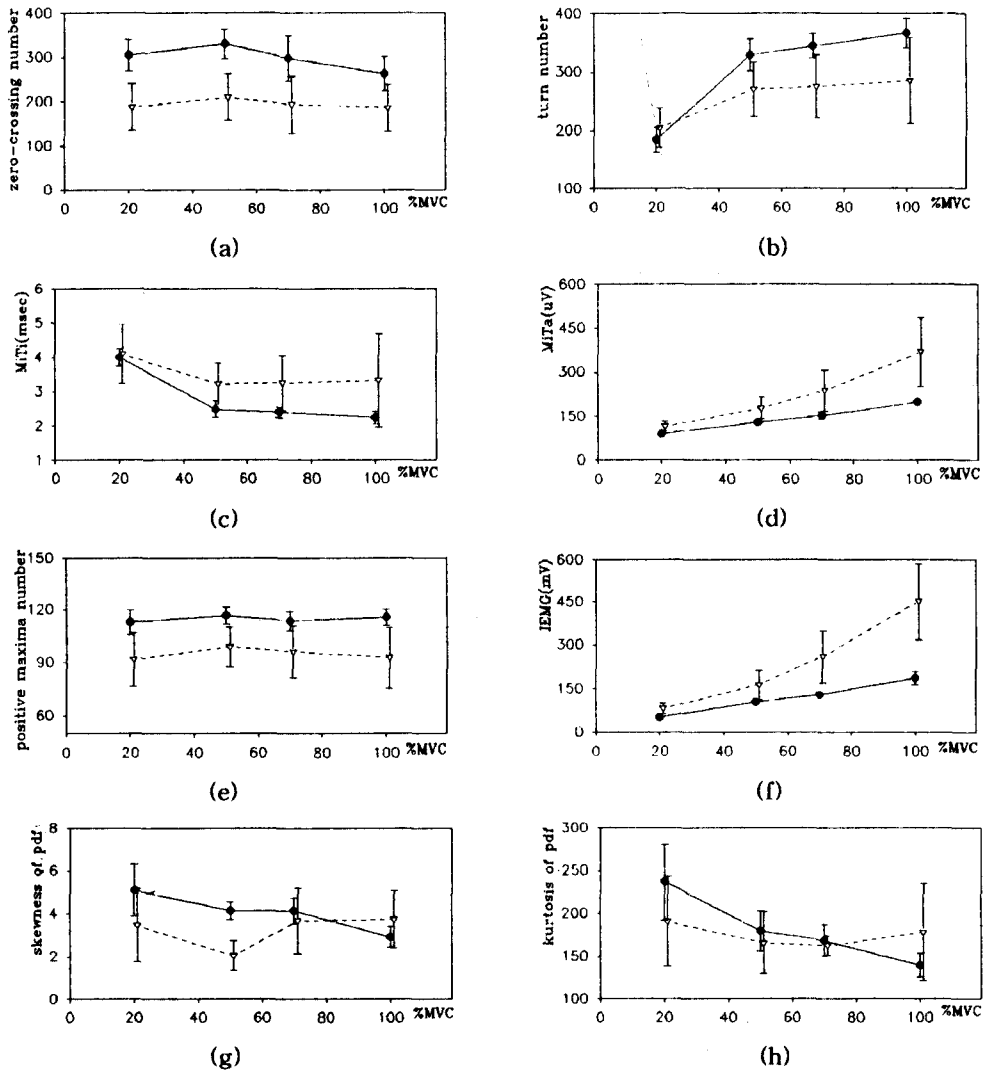 zero-crossing number
400
300
200
100
0
0 20 40 60 80 100 %MVC
(a)
turn number
400
300
200
100
0 20 40 60 80 100 %MVC
(b)
MiTi(msec)
6
5
4
3
2
1
0 20 40 60 80 100 %MVC
(c)
MiTa(uV)
600
450
300
150
0
0 20 40 60 80 100 %MVC
(d)
positive maxima number
150
120
90
60
0 20 40 60 80 100 %MVC
(e)
IEMG(mV)
600
450
300
150
0
0 20 40 60 80 100 %MVC
(f)
skewness of pdf
8
6
4
2
0
0 20 40 60 80 100 %MVC
(g)
kurtosis of pdf
300
250
200
150
100
0 20 40 60 80 100 %MVC
(h)